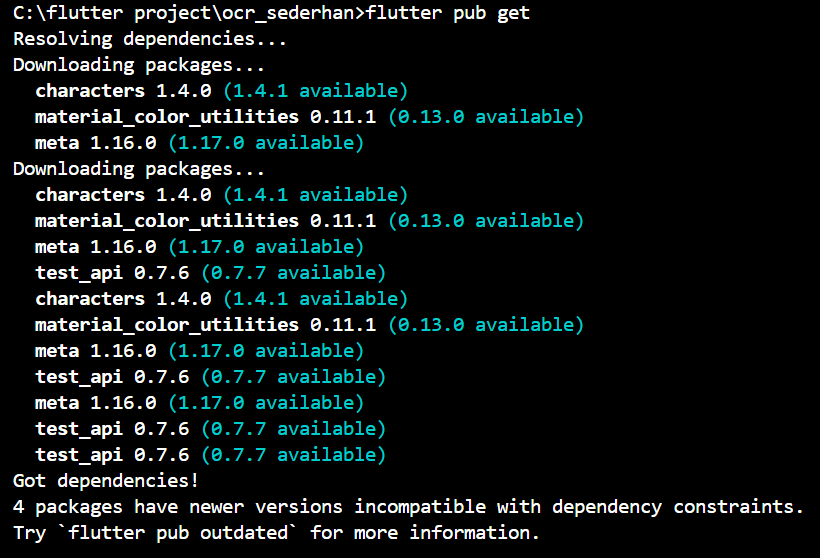 C:\flutter project\ocr_sederhan>flutter pub get
Resolving dependencies...
Downloading packages...
  characters 1.4.0 (1.4.1 available)
  material_color_utilities 0.11.1 (0.13.0 available)
  meta 1.16.0 (1.17.0 available)
Downloading packages...
  characters 1.4.0 (1.4.1 available)
  material_color_utilities 0.11.1 (0.13.0 available)
  meta 1.16.0 (1.17.0 available)
  test_api 0.7.6 (0.7.7 available)
  characters 1.4.0 (1.4.1 available)
  material_color_utilities 0.11.1 (0.13.0 available)
  meta 1.16.0 (1.17.0 available)
  test_api 0.7.6 (0.7.7 available)
  meta 1.16.0 (1.17.0 available)
  test_api 0.7.6 (0.7.7 available)
  test_api 0.7.6 (0.7.7 available)
Got dependencies!
4 packages have newer versions incompatible with dependency constraints.
Try `flutter pub outdated` for more information.